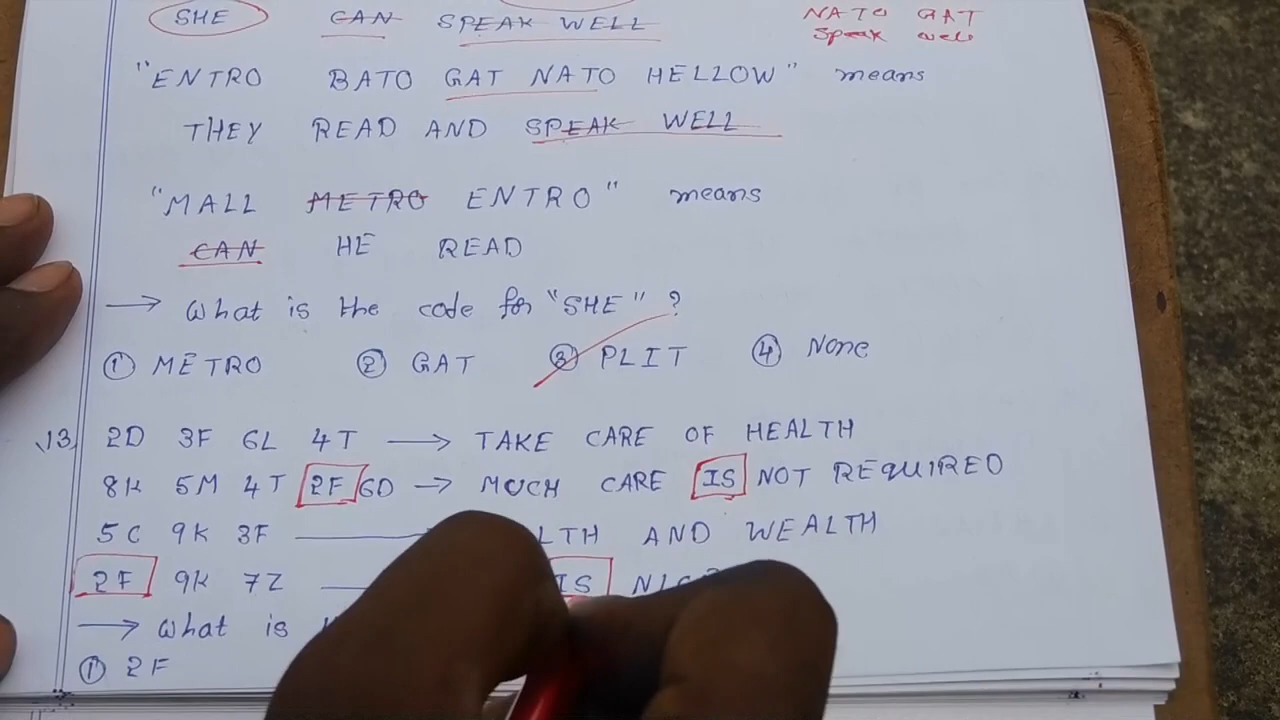 SHE CAN SPEAK WELL NATO GAT
Speak well
"ENTRO BATO GAT NATO HELLOW" means
THEY READ AND SPEAK WELL
"MALL METRO ENTRO" means
CAN HE READ
→ What is the code for "SHE" ?
① METRO ② GAT ③ PLIT ④ None
13 2D 3F 6L 4T → TAKE CARE OF HEALTH
8K 5M 4T 2F 6D → MUCH CARE IS NOT REQUIRED
5C 9K 3F LTH AND WEALTH
2F 9K 7Z IS
→ What is
① 2F